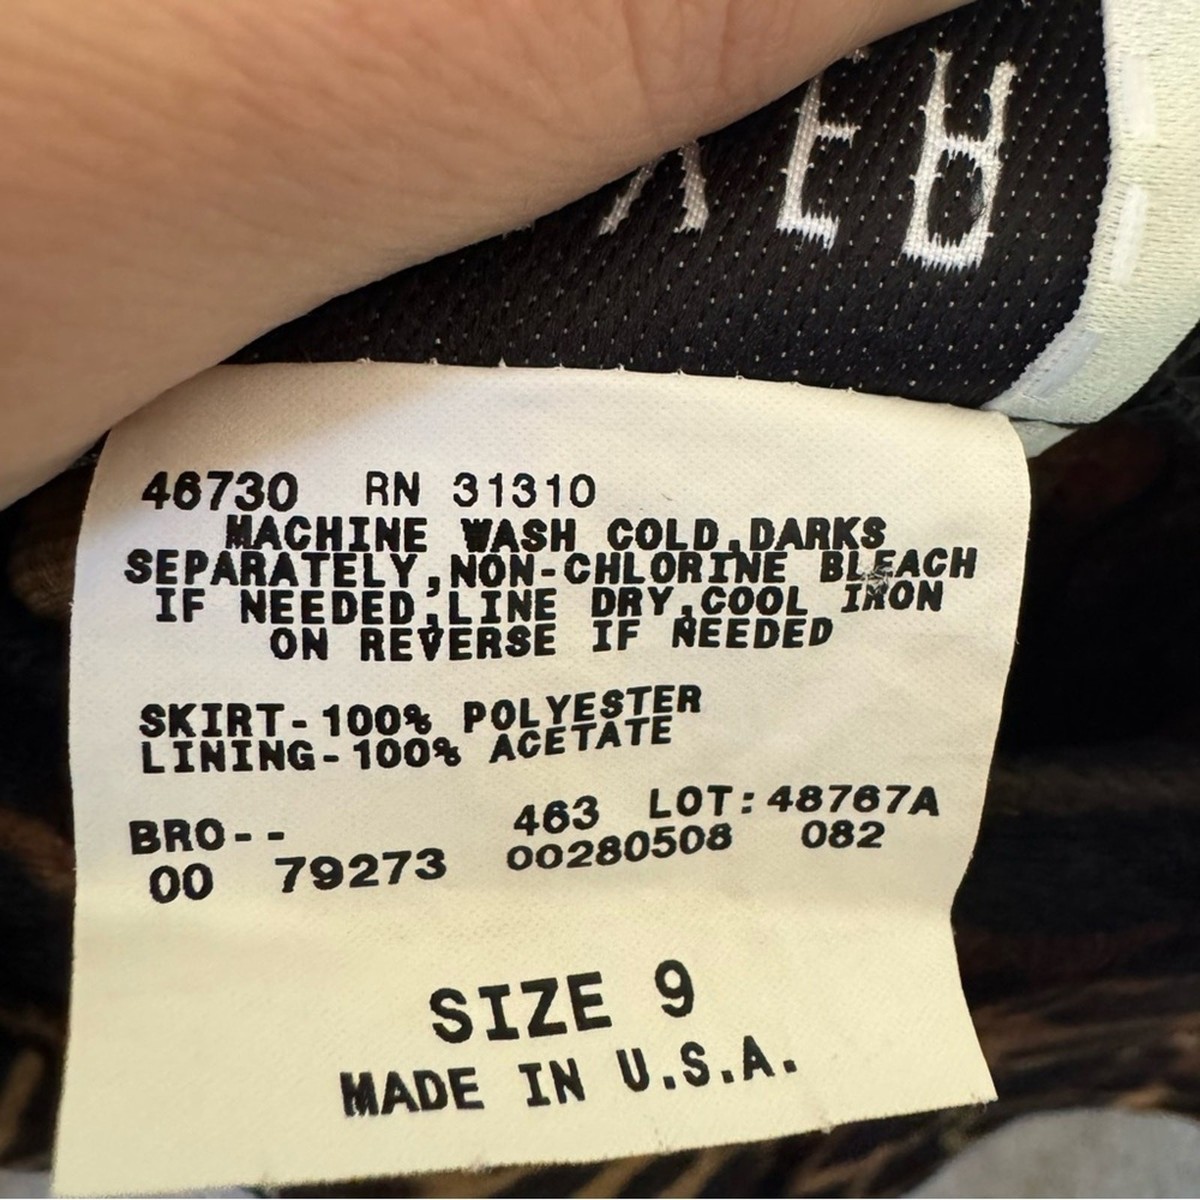 46730 RN 31310
MACHINE WASH COLD,DARKS
SEPARATELY,NON-CHLORINE BLEACH
IF NEEDED;LINE DRY,COOL IRON
ON REVERSE IF NEEDED
SKIRT-100% POLYESTER
LINING-100% ACETATE
BRO-- 463 LOT:48767A
00 79273 00280508 082
SIZE 9
MADE IN U.S.A.